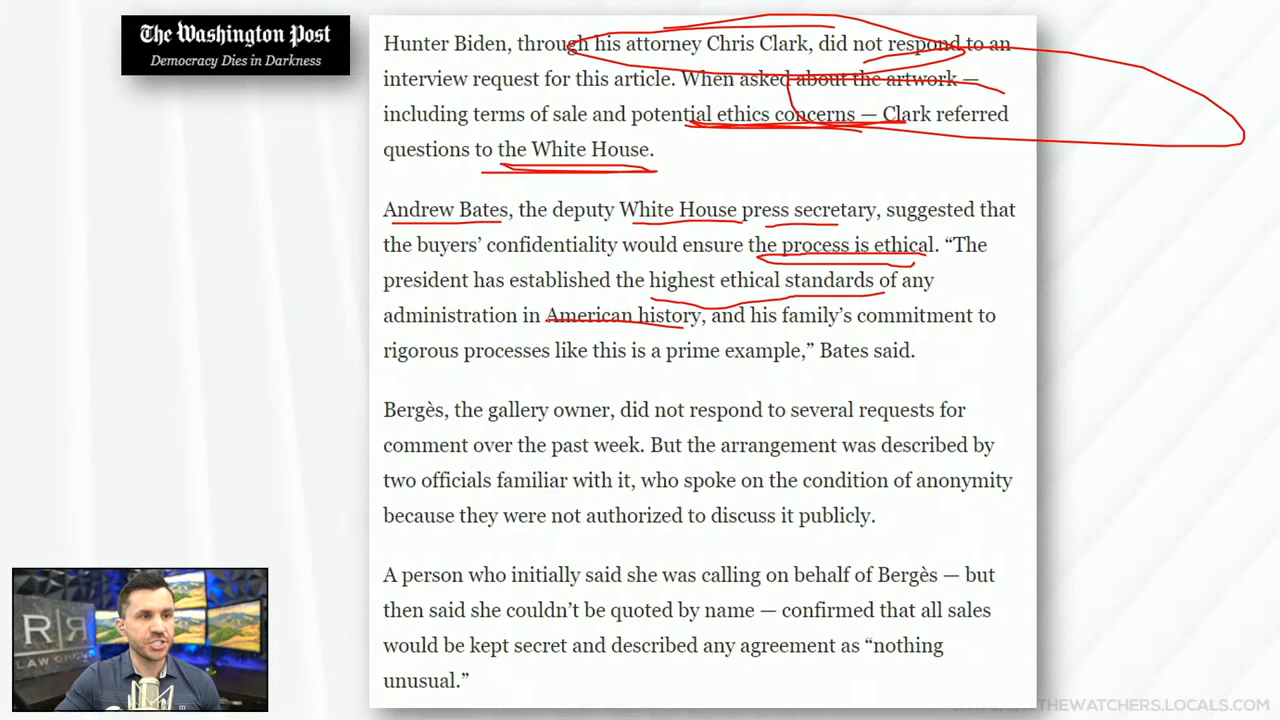 The Washington Post
Democracy Dies in Darkness
Hunter Biden, through his attorney Chris Clark, did not respond to an
interview request for this article. When asked about the artwork —
including terms of sale and potential ethics concerns — Clark referred
questions to the White House.
Andrew Bates, the deputy White House press secretary, suggested that
the buyers’ confidentiality would ensure the process is ethical. “The
president has established the highest ethical standards of any
administration in American history, and his family’s commitment to
rigorous processes like this is a prime example,” Bates said.
Bergès, the gallery owner, did not respond to several requests for
comment over the past week. But the arrangement was described by
two officials familiar with it, who spoke on the condition of anonymity
because they were not authorized to discuss it publicly.
A person who initially said she was calling on behalf of Bergès — but
then said she couldn’t be quoted by name — confirmed that all sales
would be kept secret and described any agreement as “nothing
unusual.”
R R
LAW GROUP
THEWATCHERS.LOCALS.COM